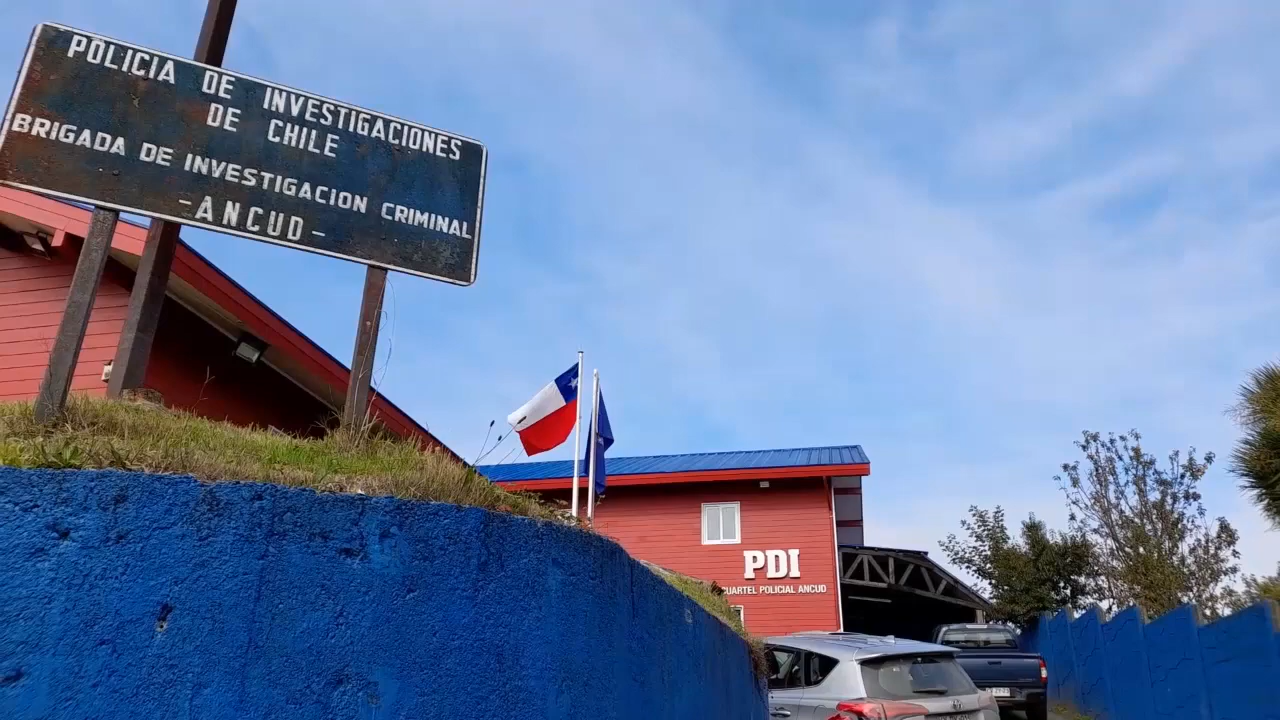 POLICIA DE INVESTIGACIONES
DE CHILE
BRIGADA DE INVESTIGACION CRIMINAL
-ANCUD-
PDI
CUARTEL POLICIAL ANCUD